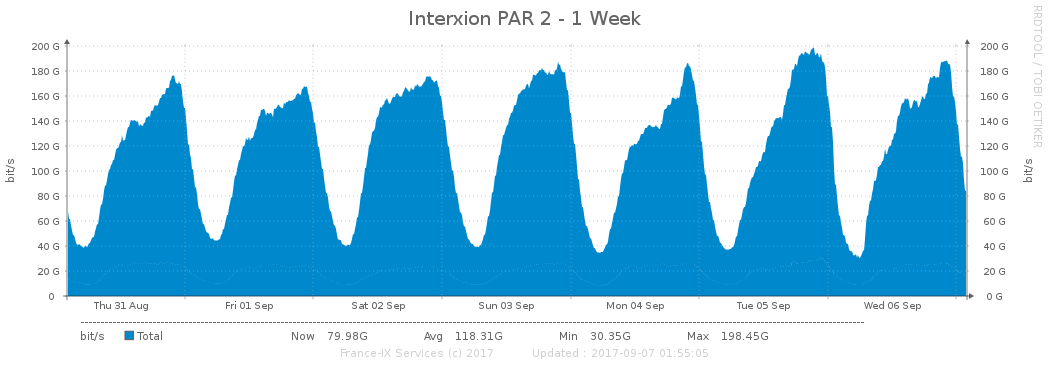 Interxion PAR 2 - 1 Week
RRDTOOL / TOBI OETIKER
bit/s
200 G 200 G
180 G 180 G
160 G 160 G
140 G 140 G
120 G 120 G
100 G 100 G
80 G 80 G
60 G 60 G
40 G 40 G
20 G 20 G
0 0 G
bit/s
Thu 31 Aug Fri 01 Sep Sat 02 Sep Sun 03 Sep Mon 04 Sep Tue 05 Sep Wed 06 Sep
bit/s Total Now 79.98G Avg 118.31G Min 30.35G Max 198.45G
France-IX Services (c) 2017 Updated : 2017-09-07 01:55:05